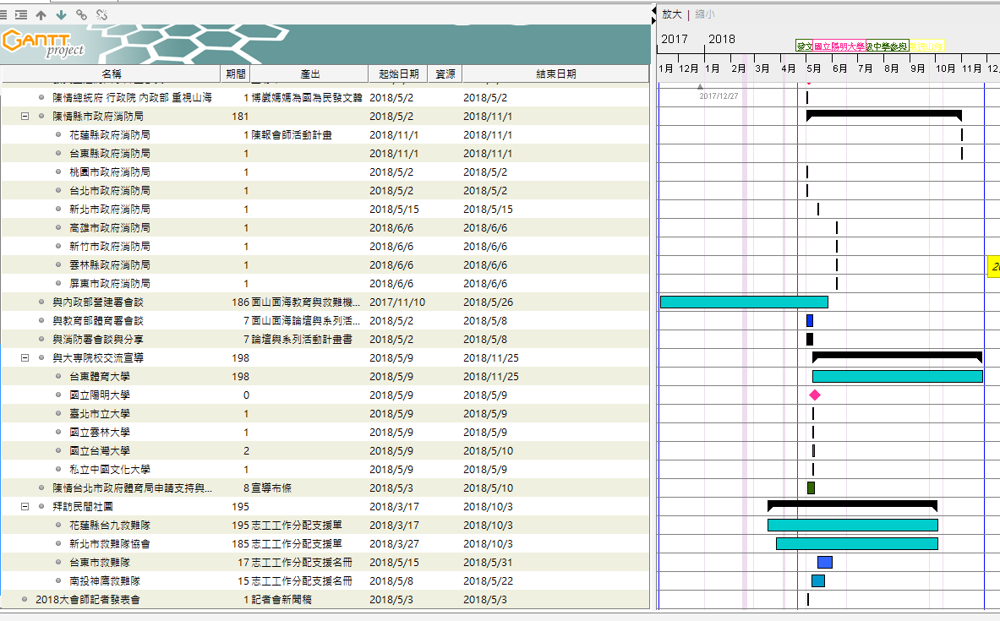 放大 | 縮小
GANTT project
2017 2018
國立陽明大學
1月 12月 1月 2月 3月 4月 5月 6月 7月 8月 9月 10月 11月
名稱 期間 產出 起始日期 資源 結束日期
2017/12/27
陳情總統府 行政院 內政部 重視山海 1 博崴媽媽為國為民發文義 2018/5/2 2018/5/2
陳情縣市政府消防局 181 2018/5/2 2018/11/1
花蓮縣政府消防局 1 陳報會師活動計畫 2018/11/1 2018/11/1
台東縣政府消防局 1 2018/11/1 2018/11/1
桃園市政府消防局 1 2018/5/2 2018/5/2
台北市政府消防局 1 2018/5/2 2018/5/2
新北市政府消防局 1 2018/5/15 2018/5/15
高雄市政府消防局 1 2018/6/6 2018/6/6
新竹市政府消防局 1 2018/6/6 2018/6/6
雲林縣政府消防局 1 2018/6/6 2018/6/6
屏東市政府消防局 1 2018/6/6 2018/6/6
與內政部營建署會談 186 面山面海教育與救難機... 2017/11/10 2018/5/26
與教育部體育署會談 7 面山面海論壇與系列活... 2018/5/2 2018/5/8
與消防署會談與分享 7 論壇與系列活動計畫書 2018/5/2 2018/5/8
與大專院校交流宣導 198 2018/5/9 2018/11/25
台東體育大學 198 2018/5/9 2018/11/25
國立陽明大學 0 2018/5/9 2018/5/9
臺北市立大學 1 2018/5/9 2018/5/9
國立雲林大學 1 2018/5/9 2018/5/9
國立台灣大學 2 2018/5/9 2018/5/10
私立中國文化大學 1 2018/5/9 2018/5/9
陳情台北市政府體育局申請支持與... 8 宣導布條 2018/5/3 2018/5/10
拜訪民間社團 195 2018/3/17 2018/10/3
花蓮縣台九救難隊 195 志工工作分配支援單 2018/3/17 2018/10/3
新北市救難隊協會 185 志工工作分配支援單 2018/3/27 2018/10/3
台東市救難隊 17 志工工作分配支援名冊 2018/5/15 2018/5/31
南投神鷹救難隊 15 志工工作分配支援名冊 2018/5/8 2018/5/22
2018大會師記者發表會 1 記者會新聞稿 2018/5/3 2018/5/3